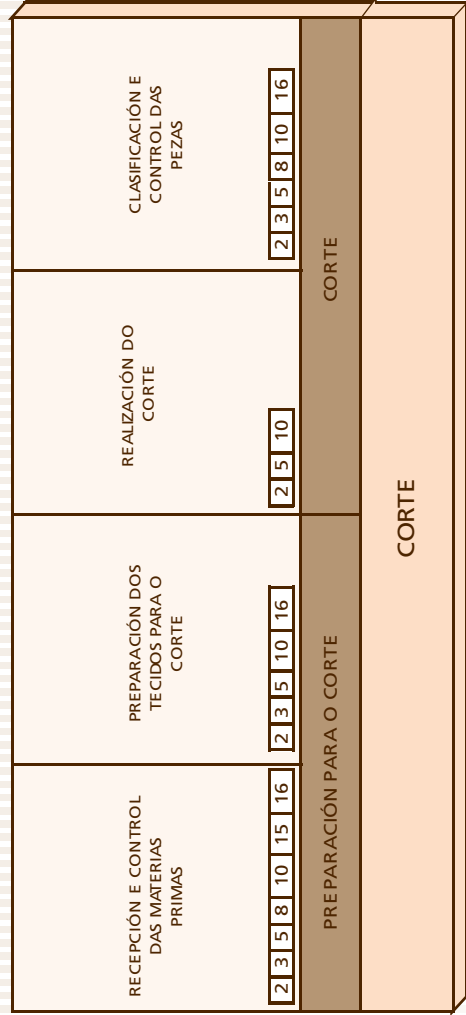 RECEPCIÓN E CONTROL
DAS MATERIAS
PRIMAS
2 3 5 8 10 15 16
PREPARACIÓN DOS
TECIDOS PARA O
CORTE
2 3 5 10 16
REALIZACIÓN DO
CORTE
2 5 10
CLASIFICACIÓN E
CONTROL DAS
PEZAS
2 3 5 8 10 16
PREPARACIÓN PARA O CORTE
CORTE
CORTE